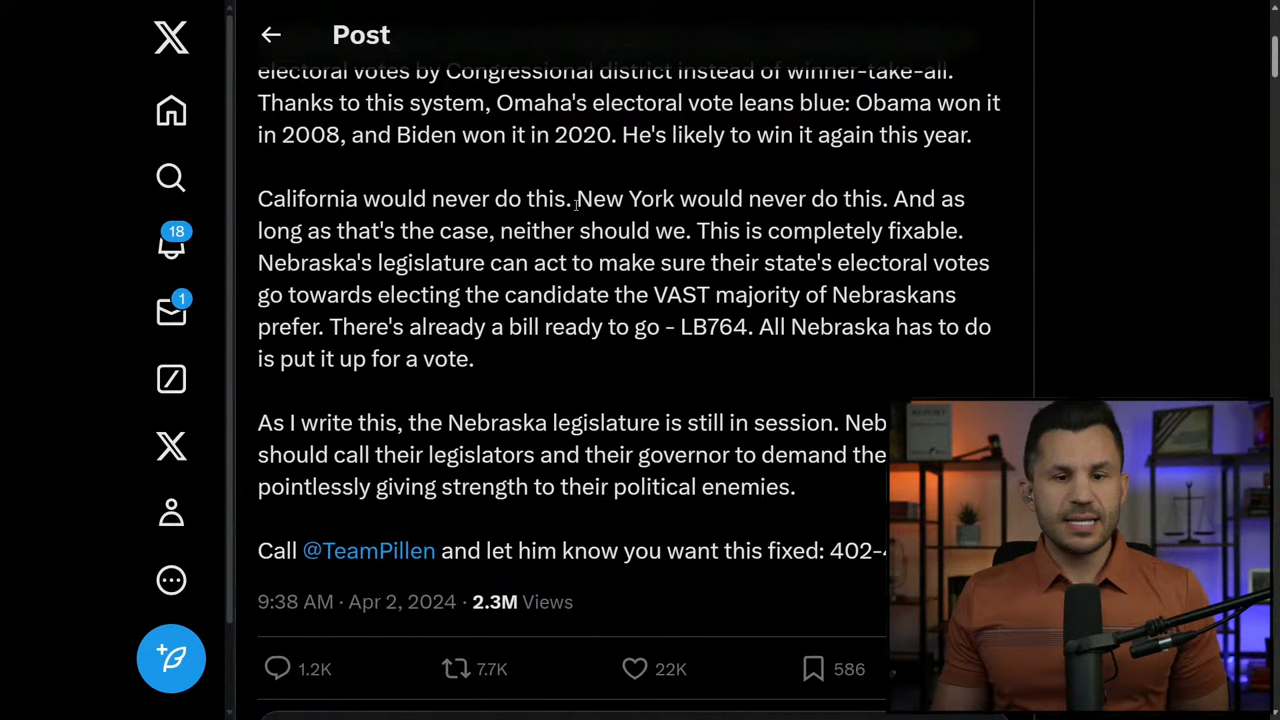 Post
electoral votes by Congressional district instead of winner-take-all.
Thanks to this system, Omaha's electoral vote leans blue: Obama won it
in 2008, and Biden won it in 2020. He's likely to win it again this year.
California would never do this. New York would never do this. And as
long as that's the case, neither should we. This is completely fixable.
Nebraska's legislature can act to make sure their state's electoral votes
go towards electing the candidate the VAST majority of Nebraskans
prefer. There's already a bill ready to go - LB764. All Nebraska has to do
is put it up for a vote.
As I write this, the Nebraska legislature is still in session. Neb
should call their legislators and their governor to demand the
pointlessly giving strength to their political enemies.
Call @TeamPillen and let him know you want this fixed: 402-
9:38 AM · Apr 2, 2024 · 2.3M Views
1.2K 7.7K 22K 586
18
1